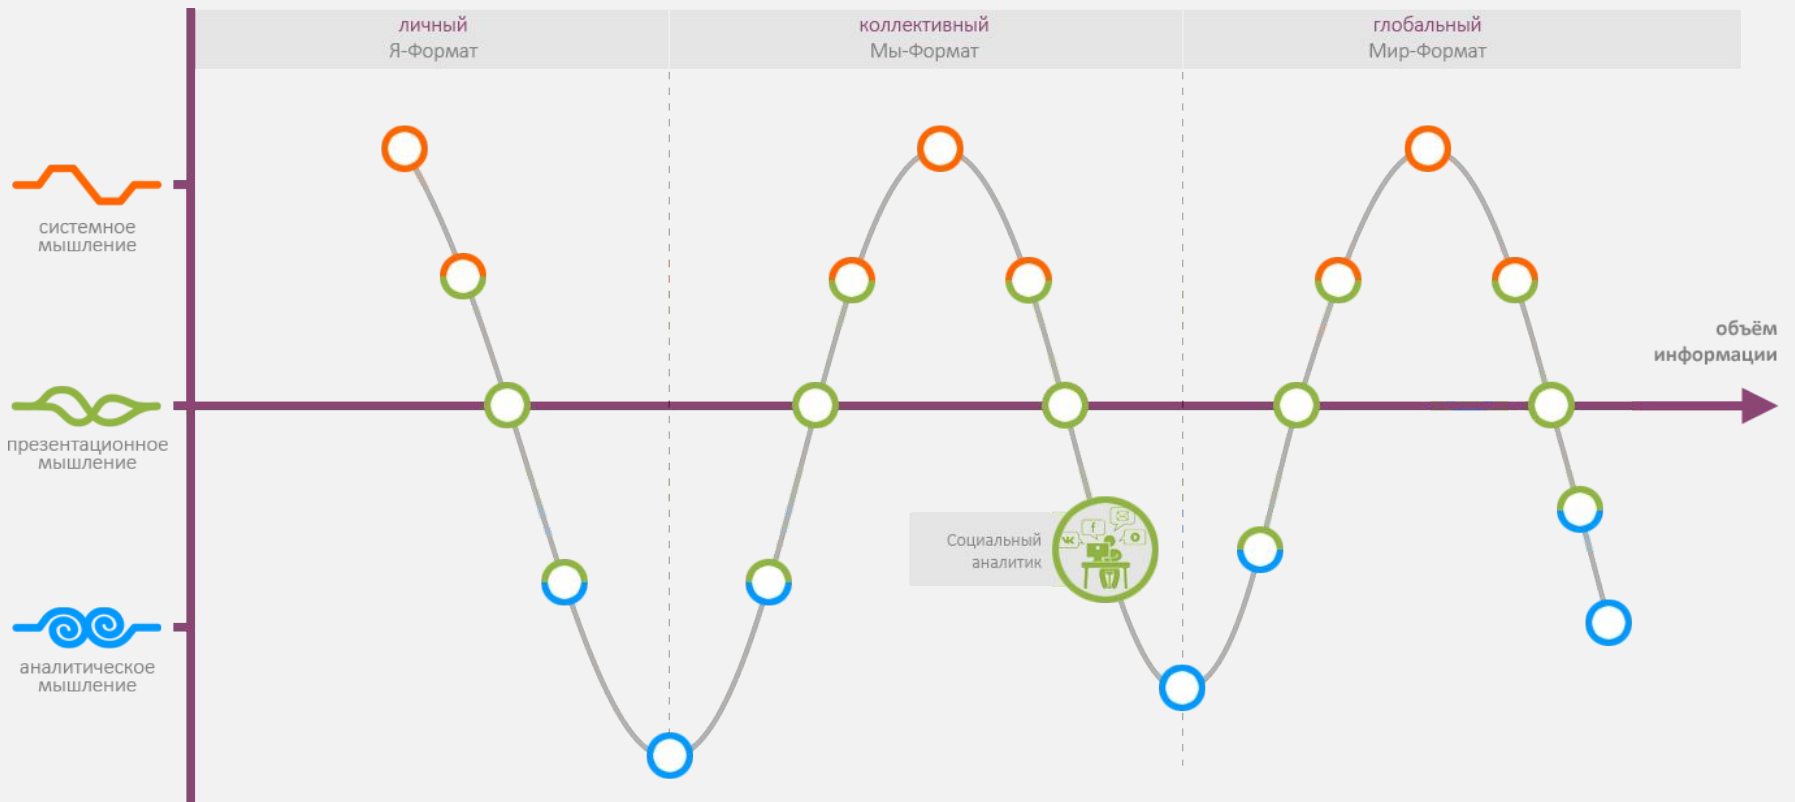 личный
Я-Формат
коллективный
Мы-Формат
глобальный
Мир-Формат
системное
мышление
объём
информации
презентационное
мышление
Социальный
аналитик
f
аналитическое
мышление